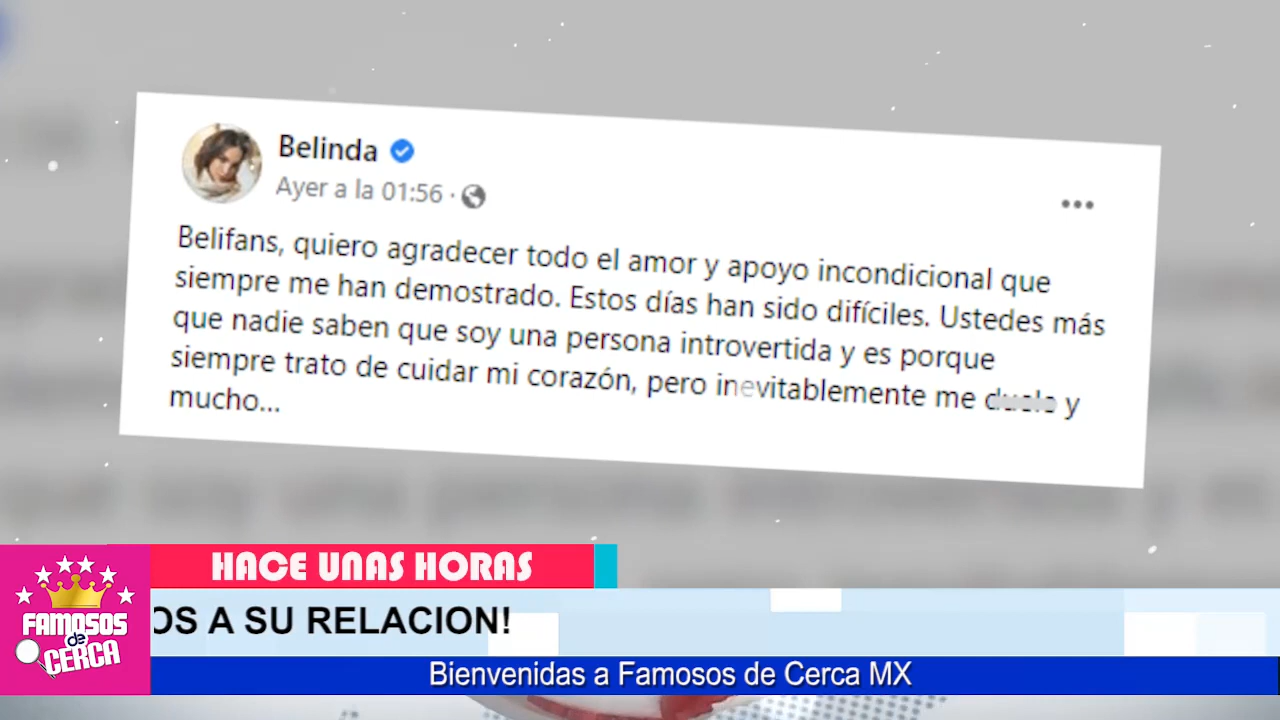 Belinda
Ayer a la 01:56 ·
Belifans, quiero agradecer todo el amor y apoyo incondicional que
siempre me han demostrado. Estos días han sido difíciles. Ustedes más
que nadie saben que soy una persona introvertida y es porque
siempre trato de cuidar mi corazón, pero inevitablemente me y
mucho...
HACE UNAS HORAS
OS A SU RELACION!
FAMOSOS
de
CERCA
Bienvenidas a Famosos de Cerca MX